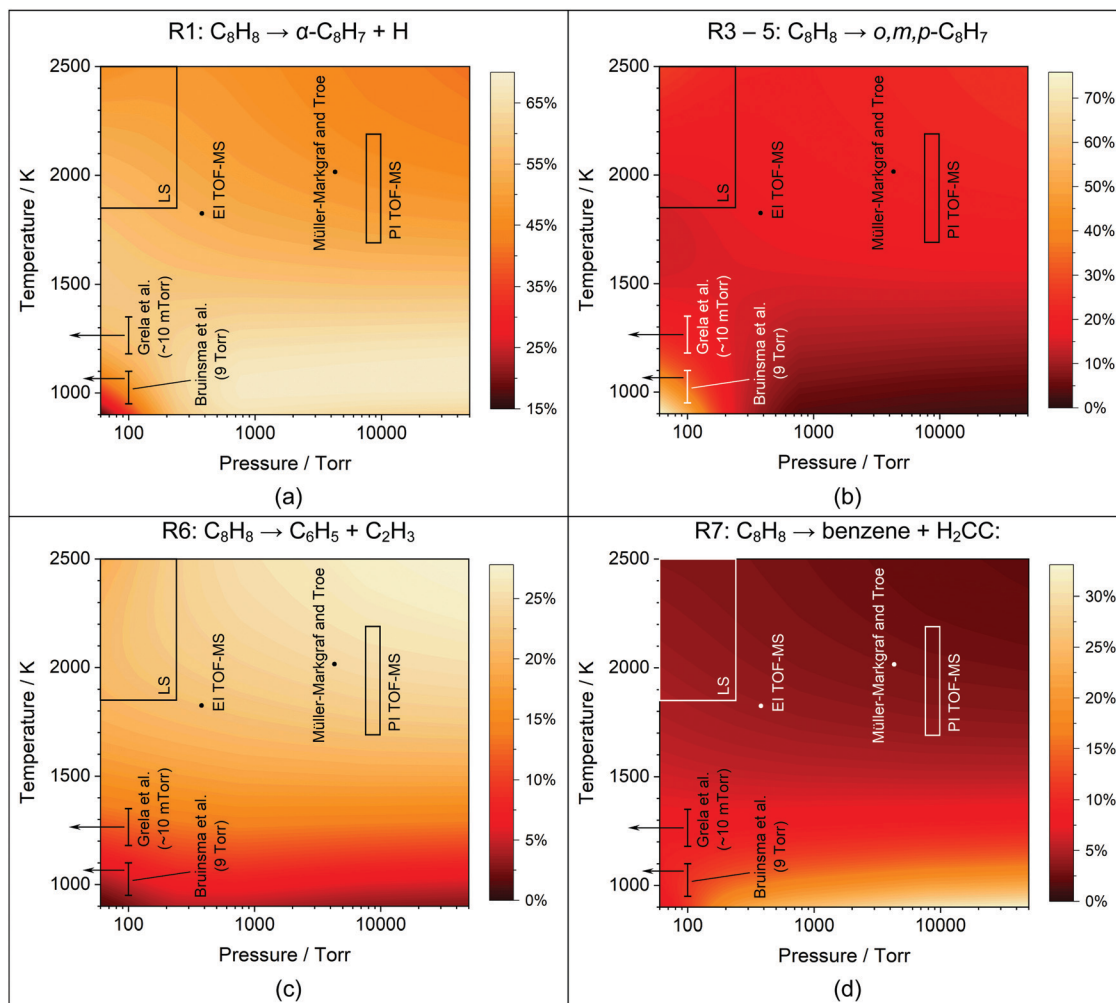 R1: C₈H₈ → α-C₈H₇ + H
Temperature / K
2500
2000
1500
1000
100
1000
10000
Pressure / Torr
LS
EI TOF-MS
Müller-Markgraf and Troe
PI TOF-MS
Grela et al.
(~10 mTorr)
Bruinsma et al.
(9 Torr)
65%
55%
45%
35%
25%
15%
(a)
R3 – 5: C₈H₈ → o,m,p-C₈H₇
Temperature / K
2500
2000
1500
1000
100
1000
10000
Pressure / Torr
LS
EI TOF-MS
Müller-Markgraf and Troe
PI TOF-MS
Grela et al.
(~10 mTorr)
Bruinsma et al.
(9 Torr)
70%
60%
50%
40%
30%
20%
10%
0%
(b)
R6: C₈H₈ → C₆H₅ + C₂H₃
Temperature / K
2500
2000
1500
1000
100
1000
10000
Pressure / Torr
LS
EI TOF-MS
Müller-Markgraf and Troe
PI TOF-MS
Grela et al.
(~10 mTorr)
Bruinsma et al.
(9 Torr)
25%
20%
15%
10%
5%
0%
(c)
R7: C₈H₈ → benzene + H₂CC:
Temperature / K
2500
2000
1500
1000
100
1000
10000
Pressure / Torr
LS
EI TOF-MS
Müller-Markgraf and Troe
PI TOF-MS
Grela et al.
(~10 mTorr)
Bruinsma et al.
(9 Torr)
30%
25%
20%
15%
10%
5%
0%
(d)